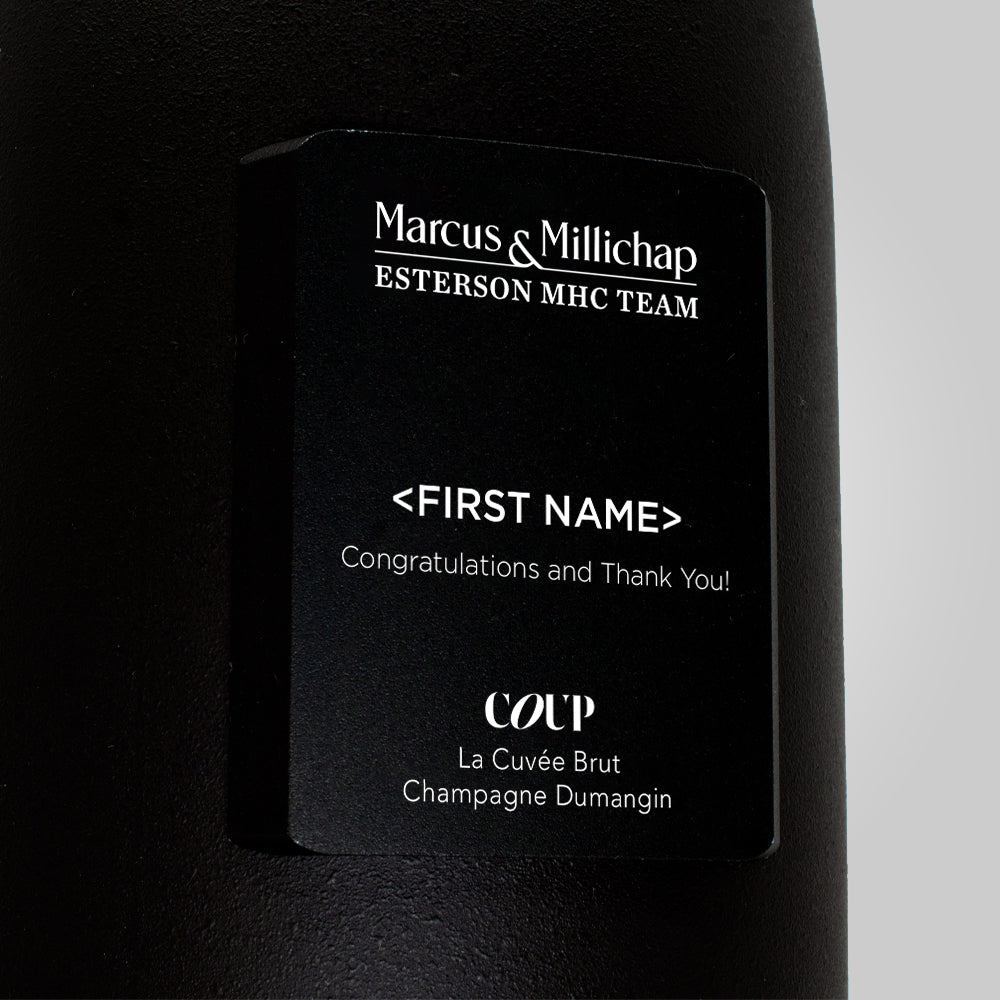 Marcus & Millichap
ESTERSON MHC TEAM
<FIRST NAME>
Congratulations and Thank You!
COUP
La Cuvée Brut
Champagne Dumangin